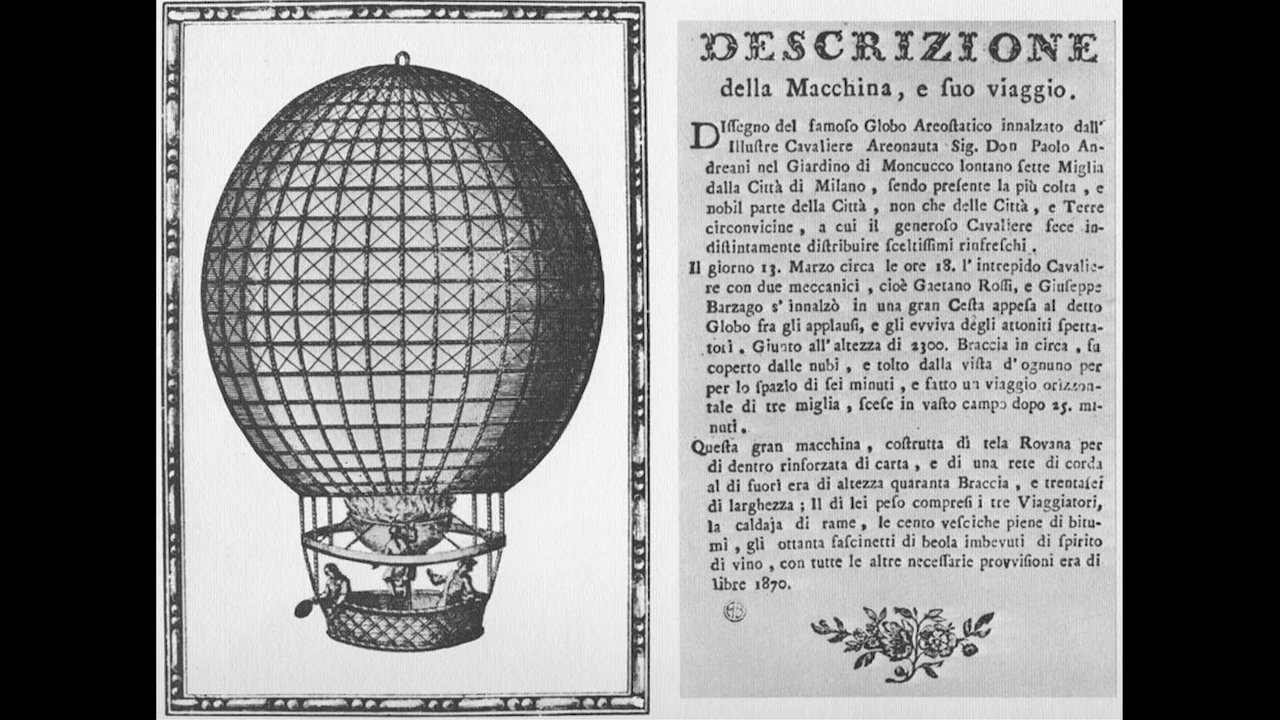 DESCRIZIONE
della Macchina, e ſuo viaggio.
DIſſegno del famoſo Globo Areoſtatico innalzato dall'
Illuſtre Cavaliere Areonauta Sig. Don Paolo An-
dreani nel Giardino di Moncucco lontano ſette Miglia
dalla Città di Milano, ſendo preſente la più colta, e
nobil parte della Città, non che delle Città, e Terre
circonvicine, a cui il generoſo Cavaliere fece in-
diſtintamente diſtribuire ſceltiſſimi rinfreſchi.
Il giorno 13. Marzo circa le ore 18. l'intrepido Cavalie-
re con due meccanici, cioè Gaetano Roſſi, e Giuſeppe
Barzago s'innalzò in una gran Ceſta appeſa al detto
Globo fra gli applauſi, e gli evviva degli attoniti ſpetta-
tori. Giunto all'altezza di 2300. Braccia in circa, fu
coperto dalle nubi, e tolto dalla viſta d'ognuno per
per lo ſpazio di ſei minuti, e fatto un viaggio orizzon-
tale di tre miglia, ſceſe in vaſto campo dopo 25. mi-
nuti.
Queſta gran macchina, coſtrutta di tela Rovana per
di dentro rinforzata di carta, e di una rete di corda
al di fuori era di altezza quaranta Braccia, e trentaſei
di larghezza; Il di lei peſo compreſi i tre Viaggiatori,
la caldaja di rame, le cento veſciche piene di bitu-
mi, gli ottanta faſcinetti di beola imbevuti di ſpirito
di vino, con tutte le altre neceſſarie provviſioni era di
libre 1870.